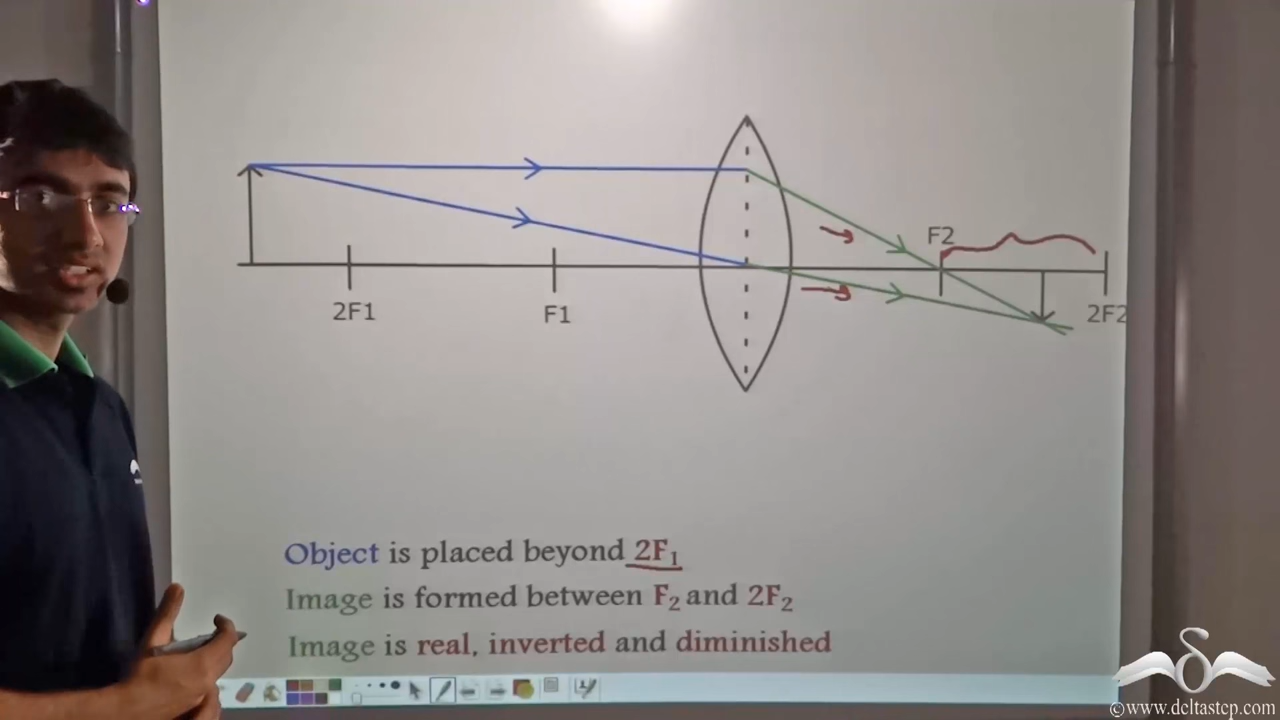 F2
2F1
F1
2F2
Object is placed beyond 2F₁
Image is formed between F₂ and 2F₂
Image is real, inverted and diminished
©www.deltastep.com